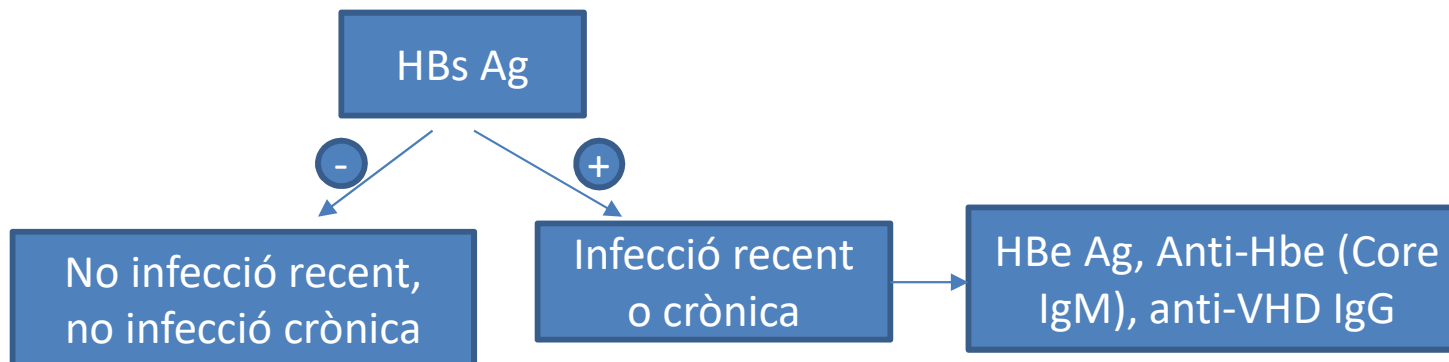 HBs Ag
-
+
No infecció recent,
no infecció crònica
Infecció recent
o crònica
HBe Ag, Anti-Hbe (Core
IgM), anti-VHD IgG